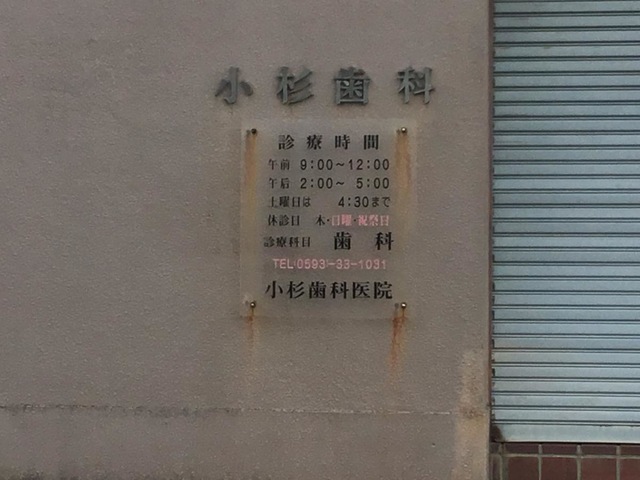 小杉歯科
診療時間
午前 9:00～12:00
午后 2:00～ 5:00
土曜日は 4:30まで
休診日 木・日曜・祝祭日
診療科目 歯科
TEL(0593)-33-1031
小杉歯科医院